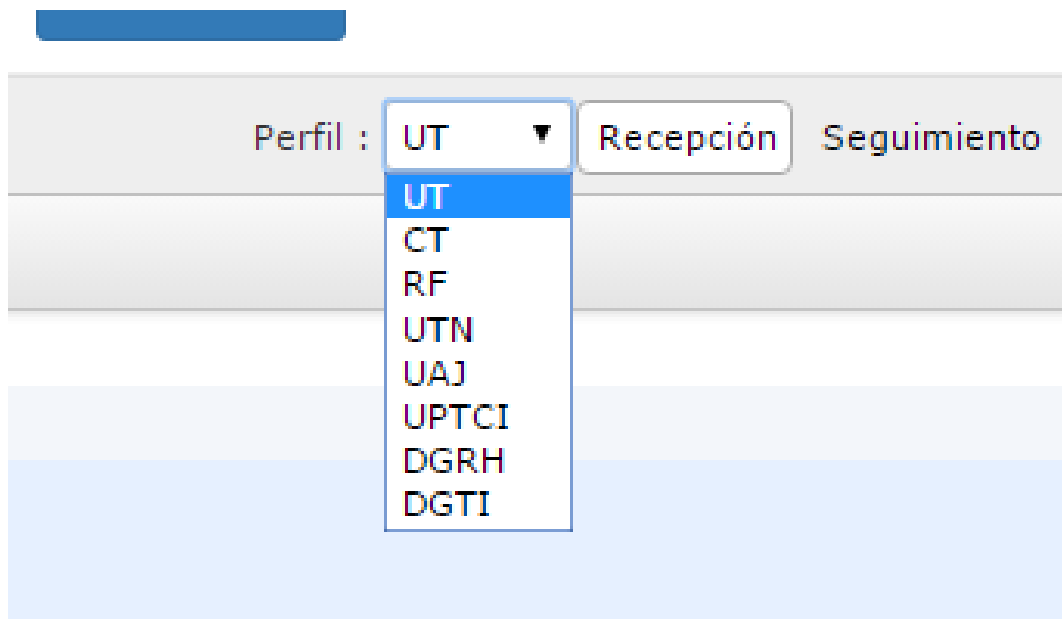 Perfil : UT Recepción Seguimiento
UT
CT
RF
UTN
UAJ
UPTCI
DGRH
DGTI